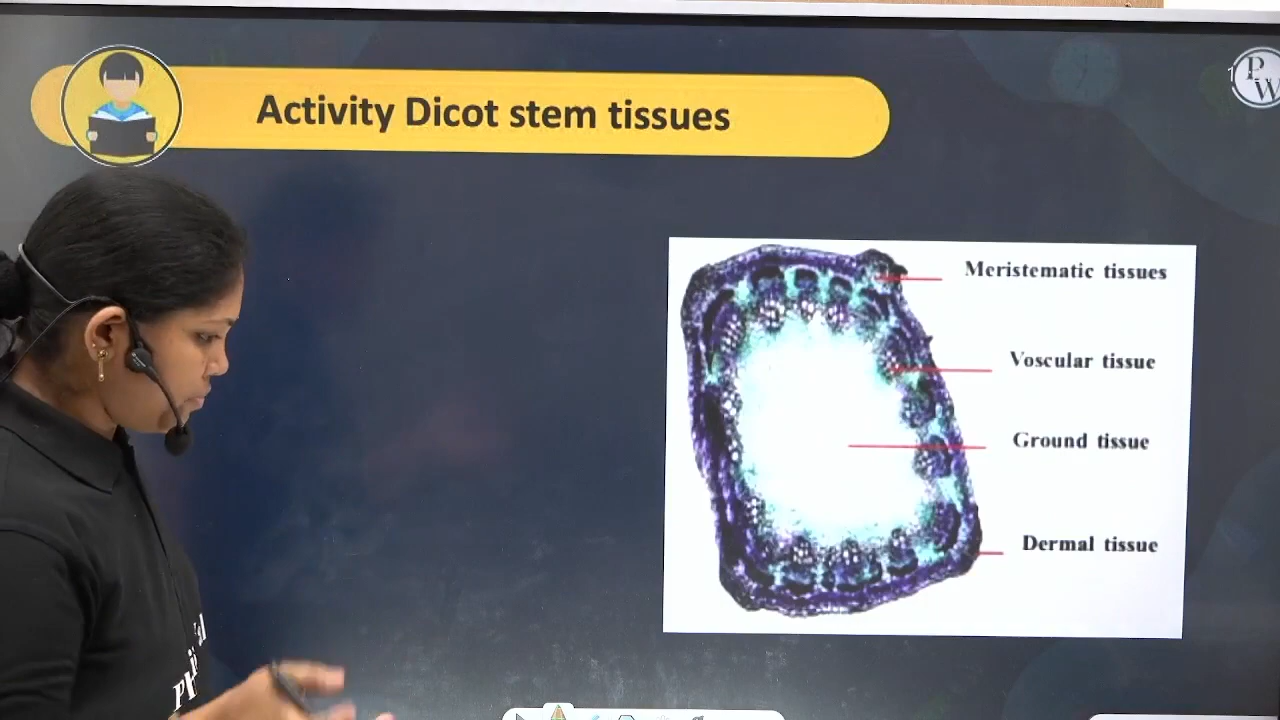 Activity Dicot stem tissues
P
W
Meristematic tissues
Voscular tissue
Ground tissue
Dermal tissue